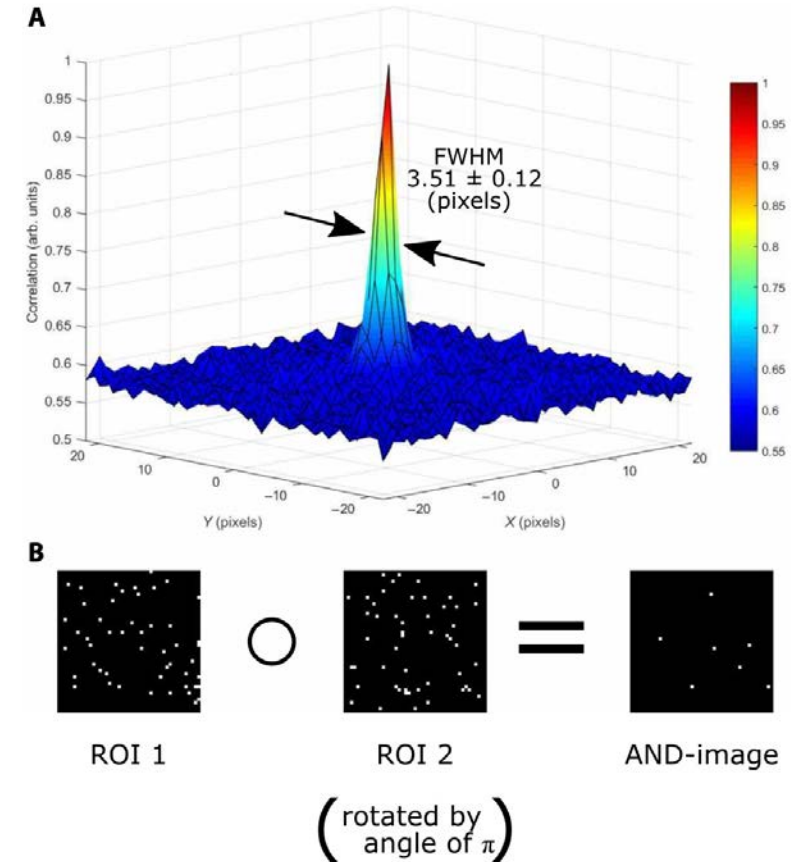 A
1
0.95
0.9
0.85
0.8
0.75
0.7
0.65
0.6
0.55
0.5
Correlation (arb. units)
FWHM
3.51 ± 0.12
(pixels)
20
10
0
−10
−20
Y (pixels)
−20
−10
0
10
20
X (pixels)
1
0.95
0.9
0.85
0.8
0.75
0.7
0.65
0.6
0.55
B
ROI 1
ROI 2
AND-image
(rotated by
angle of π)